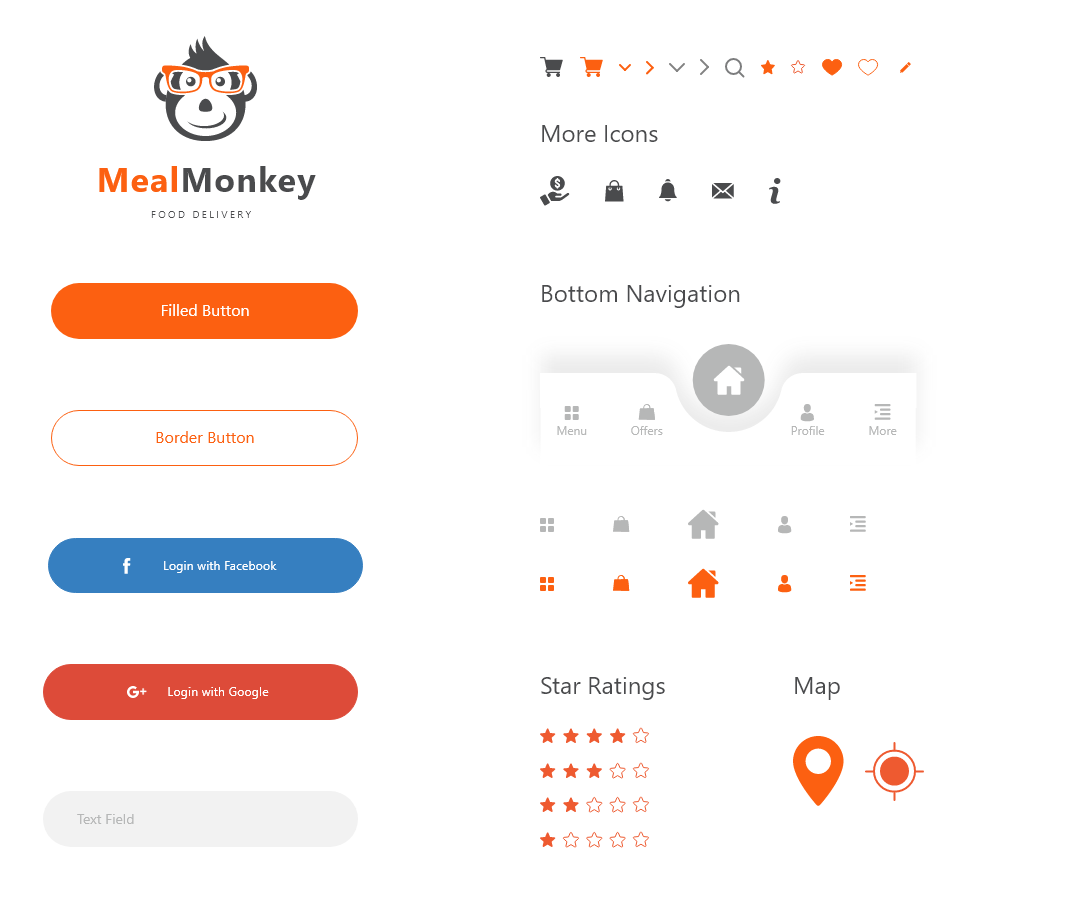 MealMonkey
FOOD DELIVERY
Filled Button
Border Button
f Login with Facebook
G+ Login with Google
Text Field
More Icons
$
i
Bottom Navigation
Menu Offers Profile More
Star Ratings
Map